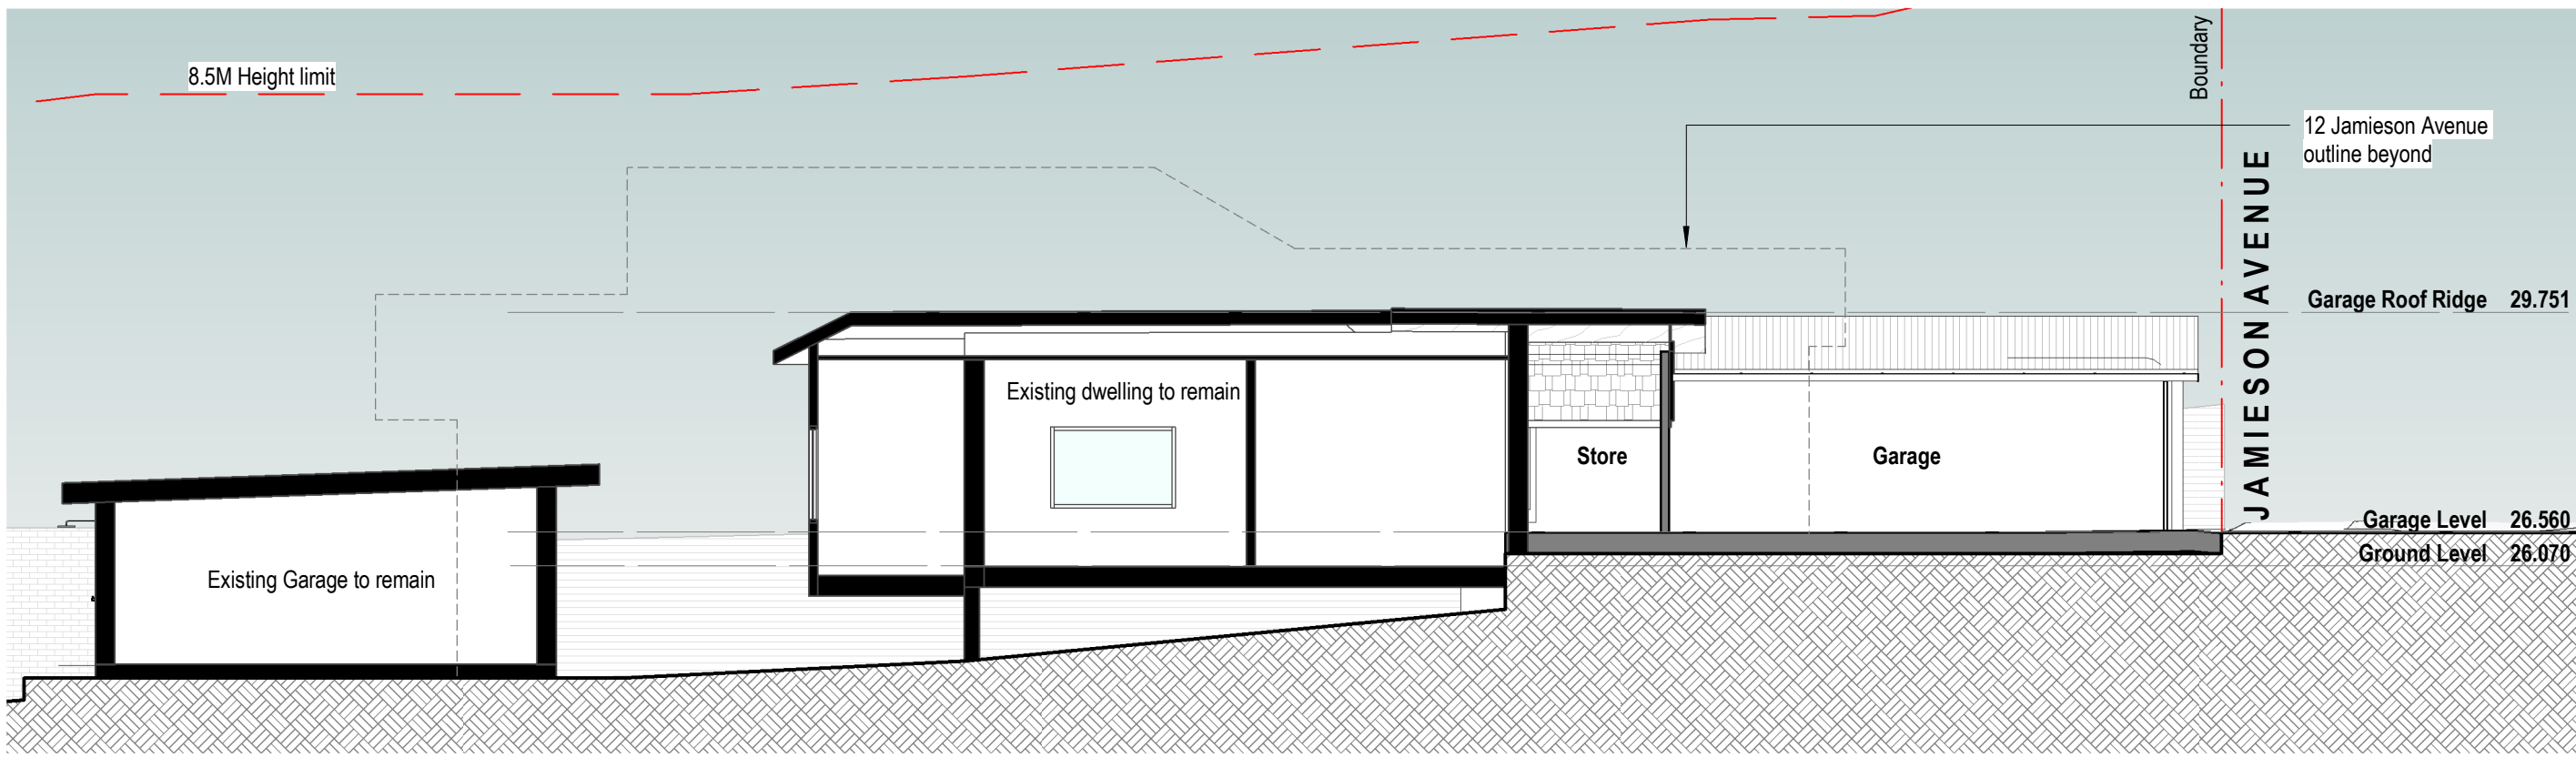 8.5M Height limit
Boundary
12 Jamieson Avenue
outline beyond
JAMIESON AVENUE
Garage Roof Ridge 29.751
Existing dwelling to remain
Store
Garage
Garage Level 26.560
Ground Level 26.070
Existing Garage to remain